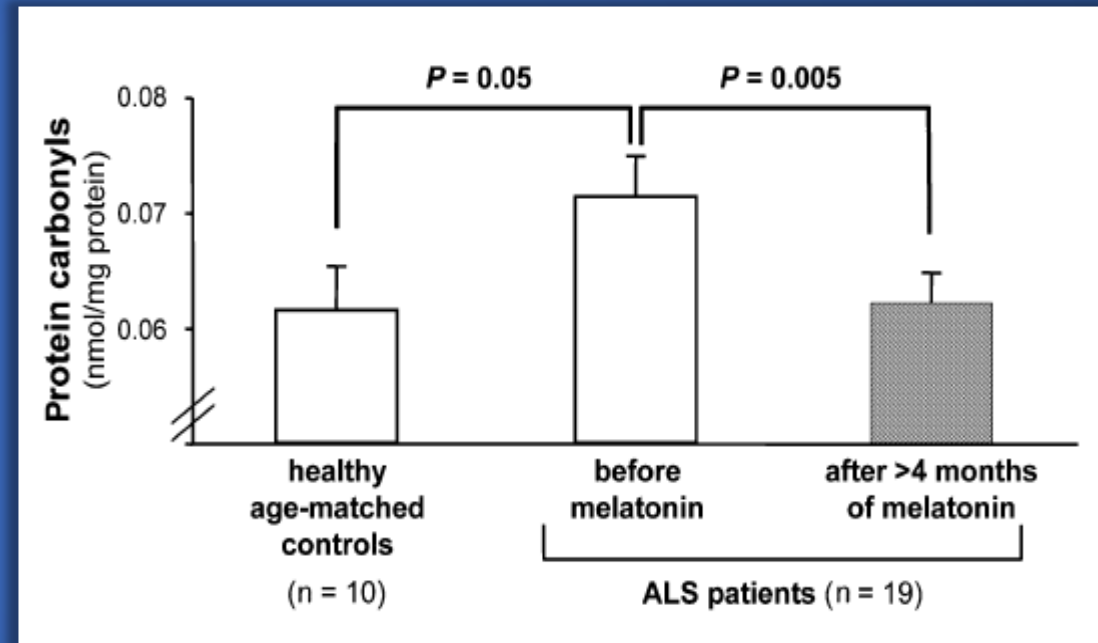 P = 0.05
P = 0.005
Protein carbonyls
(nmol/mg protein)
0.08
0.07
0.06
healthy
age-matched
controls
(n = 10)
before
melatonin
after >4 months
of melatonin
ALS patients (n = 19)